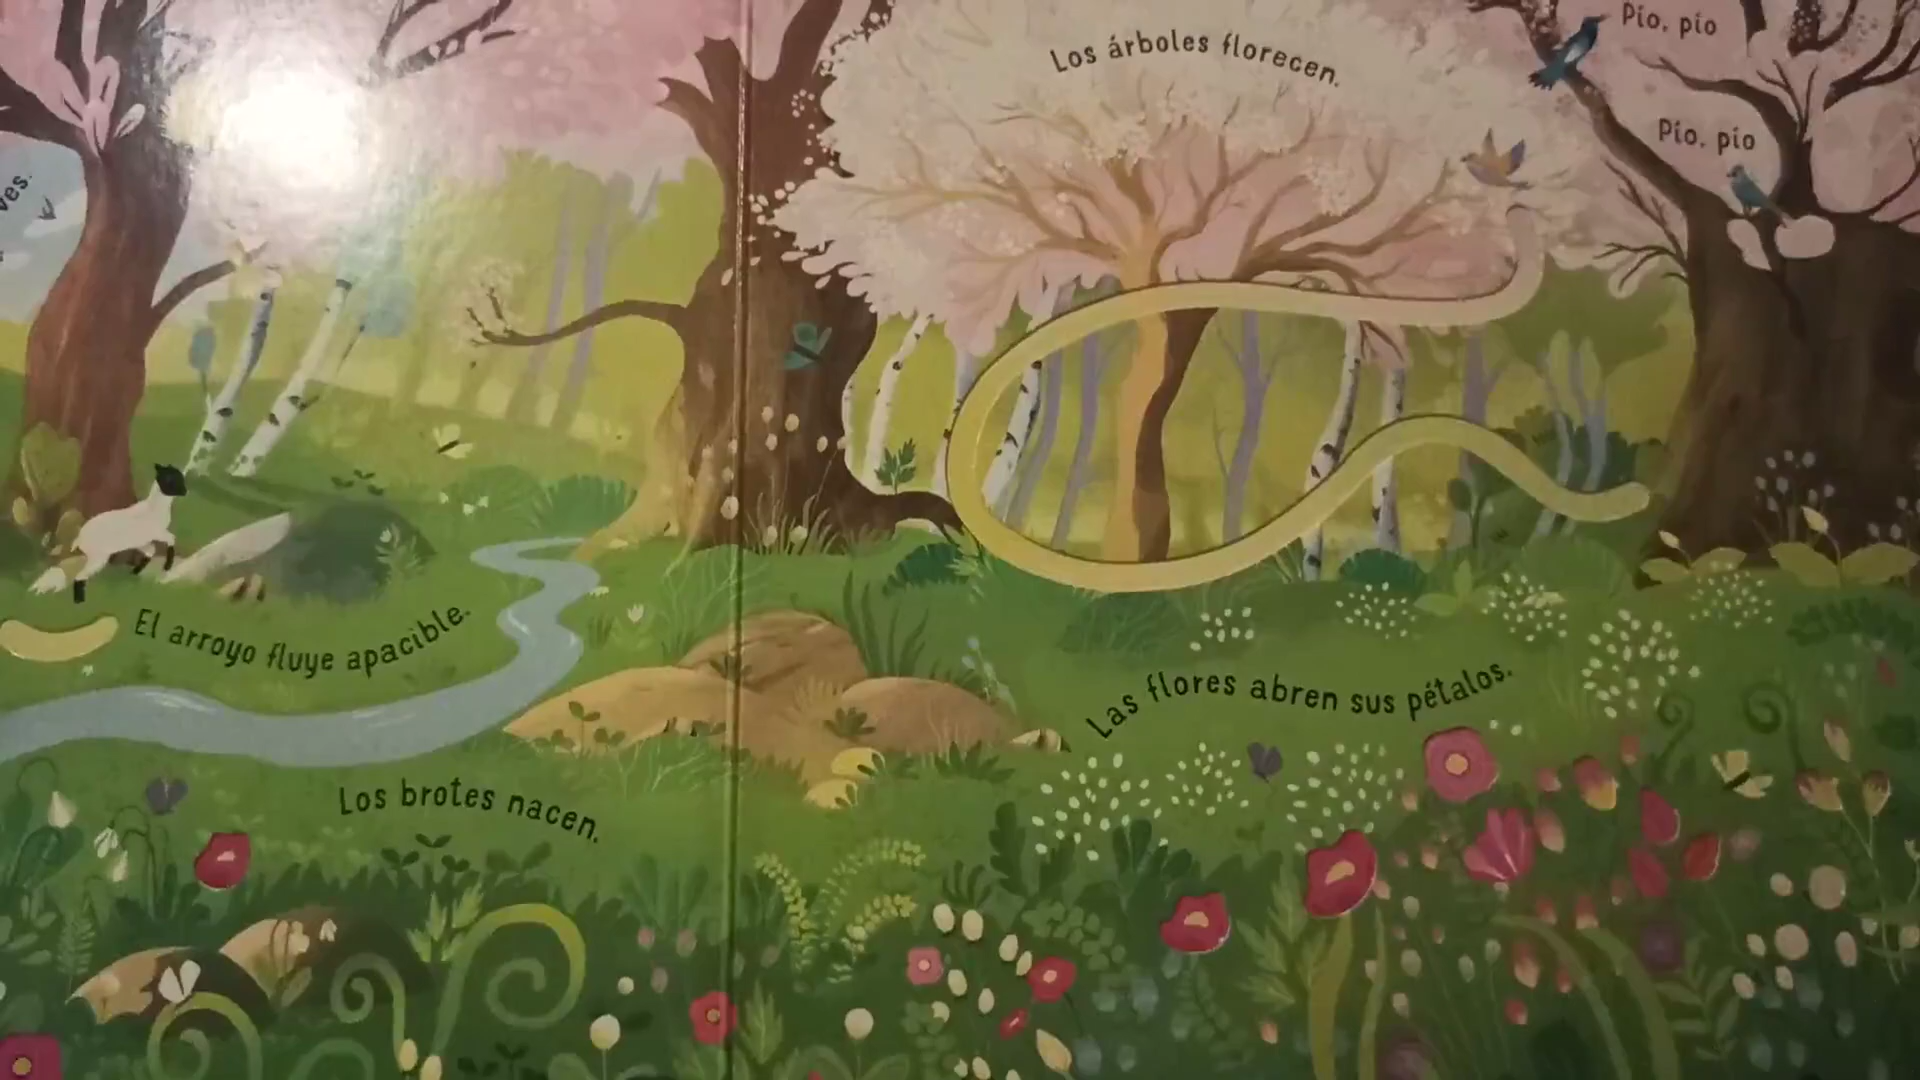 Los árboles florecen.
Pío, pío
Pío, pío
El arroyo fluye apacible.
Las flores abren sus pétalos.
Los brotes nacen.